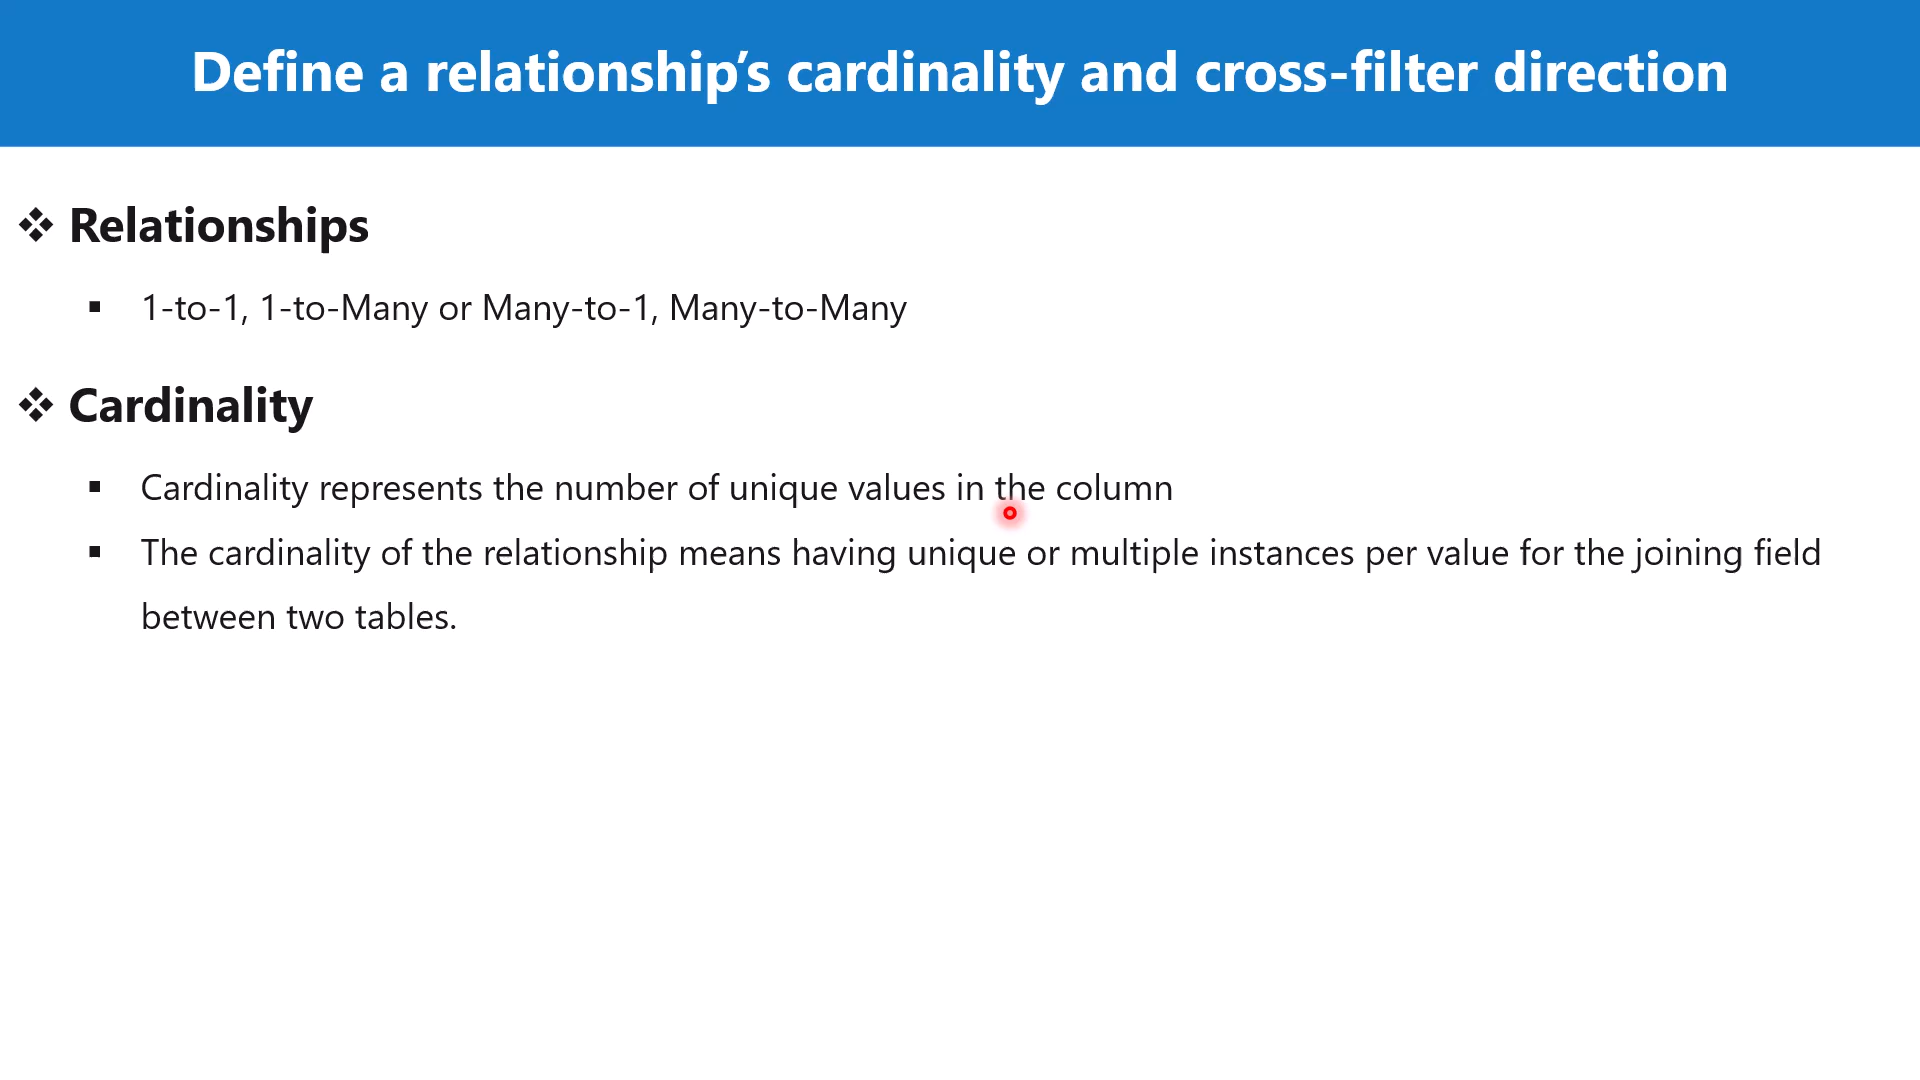 Define a relationship’s cardinality and cross-filter direction
❖ Relationships
▪ 1-to-1, 1-to-Many or Many-to-1, Many-to-Many
❖ Cardinality
▪ Cardinality represents the number of unique values in the column
▪ The cardinality of the relationship means having unique or multiple instances per value for the joining field
between two tables.